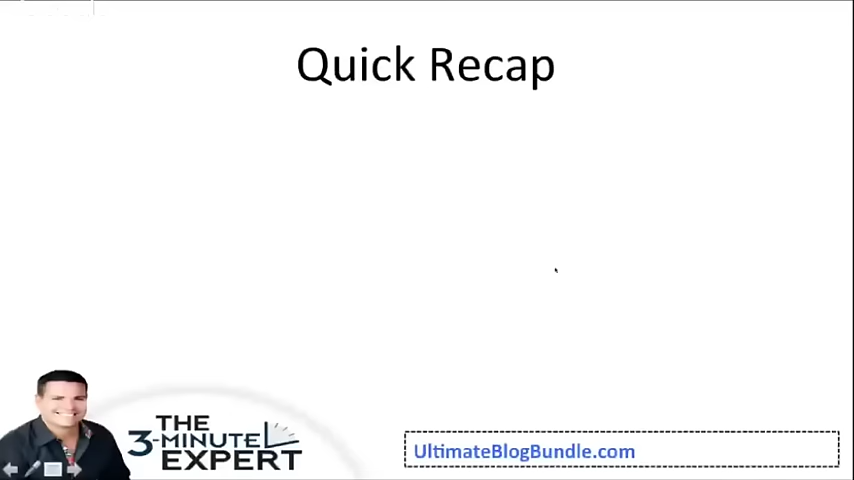 Quick Recap
THE
3-MINUTE
EXPERT
UltimateBlogBundle.com